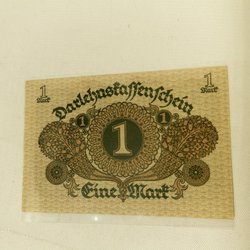 1 1
Mark Mark
Darlehnskassenschein
1 1 1
Eine Mark